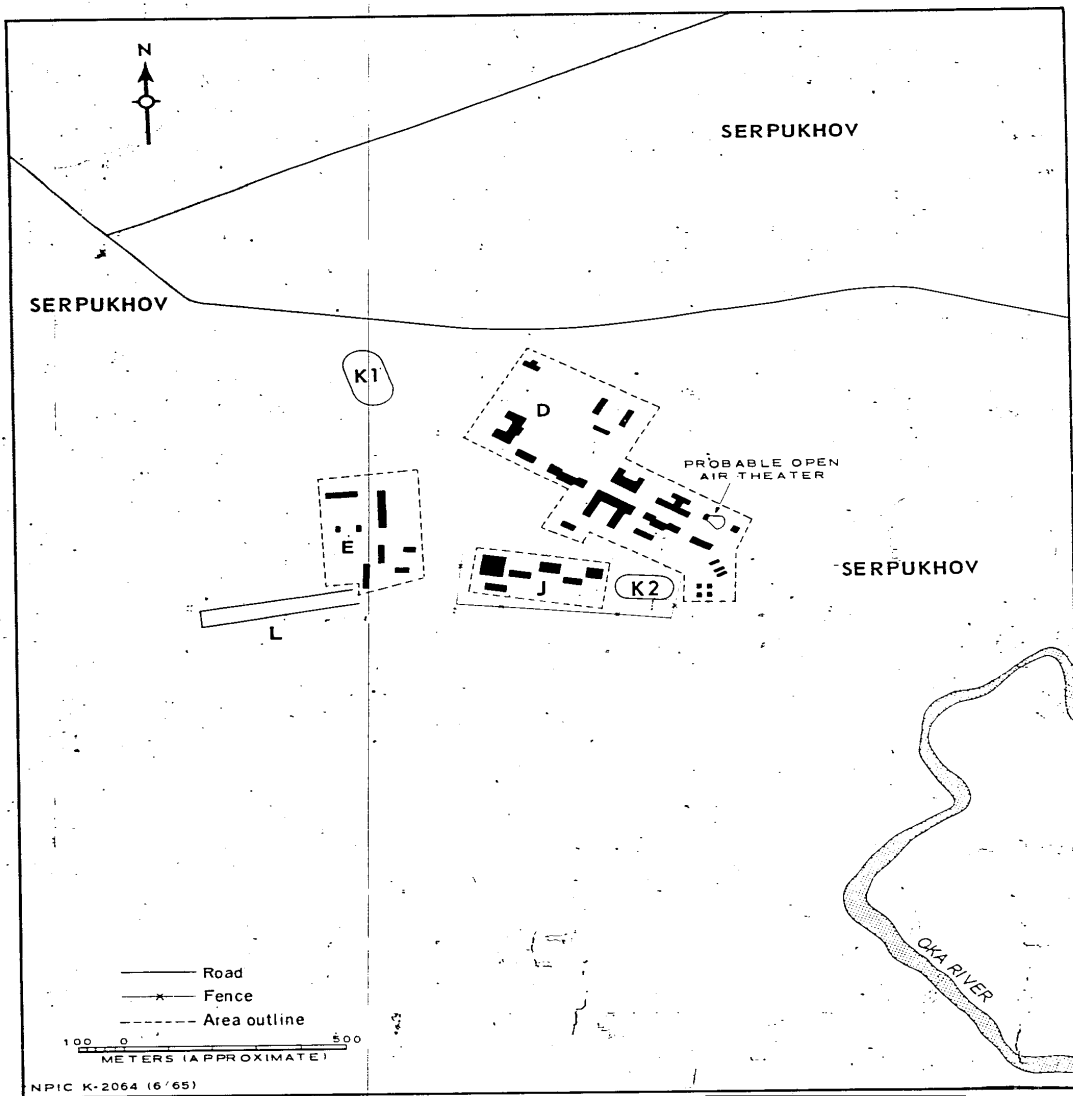 N
SERPUKHOV
SERPUKHOV
K1
D
PROBABLE OPEN
AIR THEATER
E
SERPUKHOV
J
K2
L
OKA RIVER
Road
Fence
Area outline
100 0 500
METERS (APPROXIMATE)
NPIC K-2064 (6/65)